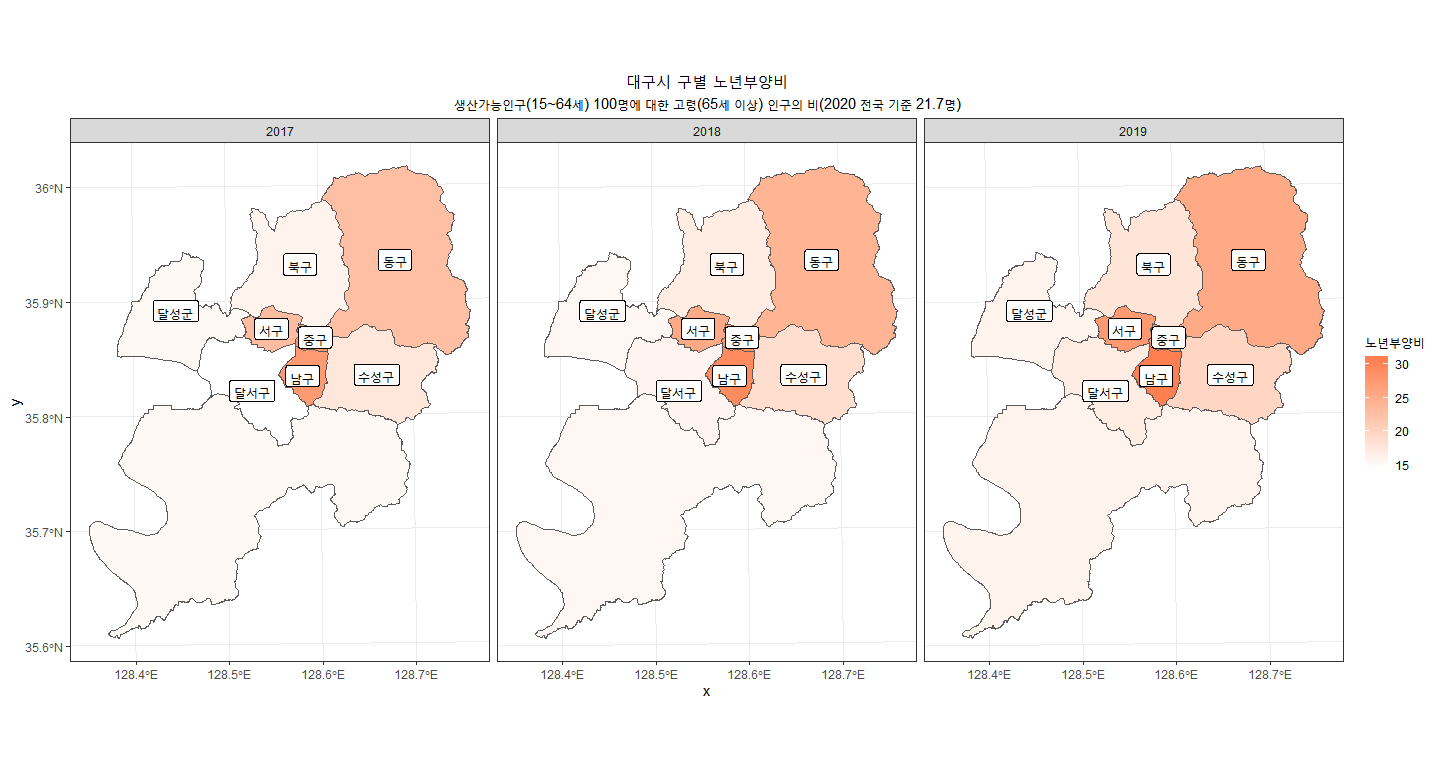 대구시 구별 노년부양비
생산가능인구(15~64세) 100명에 대한 고령(65세 이상) 인구의 비(2020 전국 기준 21.7명)
2017
2018
2019
36°N
35.9°N
35.8°N
35.7°N
35.6°N
y
동구
북구
달성군
서구
중구
남구
수성구
달서구
동구
북구
달성군
서구
중구
남구
수성구
달서구
동구
북구
달성군
서구
중구
남구
수성구
달서구
128.4°E 128.5°E 128.6°E 128.7°E
128.4°E 128.5°E 128.6°E 128.7°E
128.4°E 128.5°E 128.6°E 128.7°E
x
노년부양비
30
25
20
15